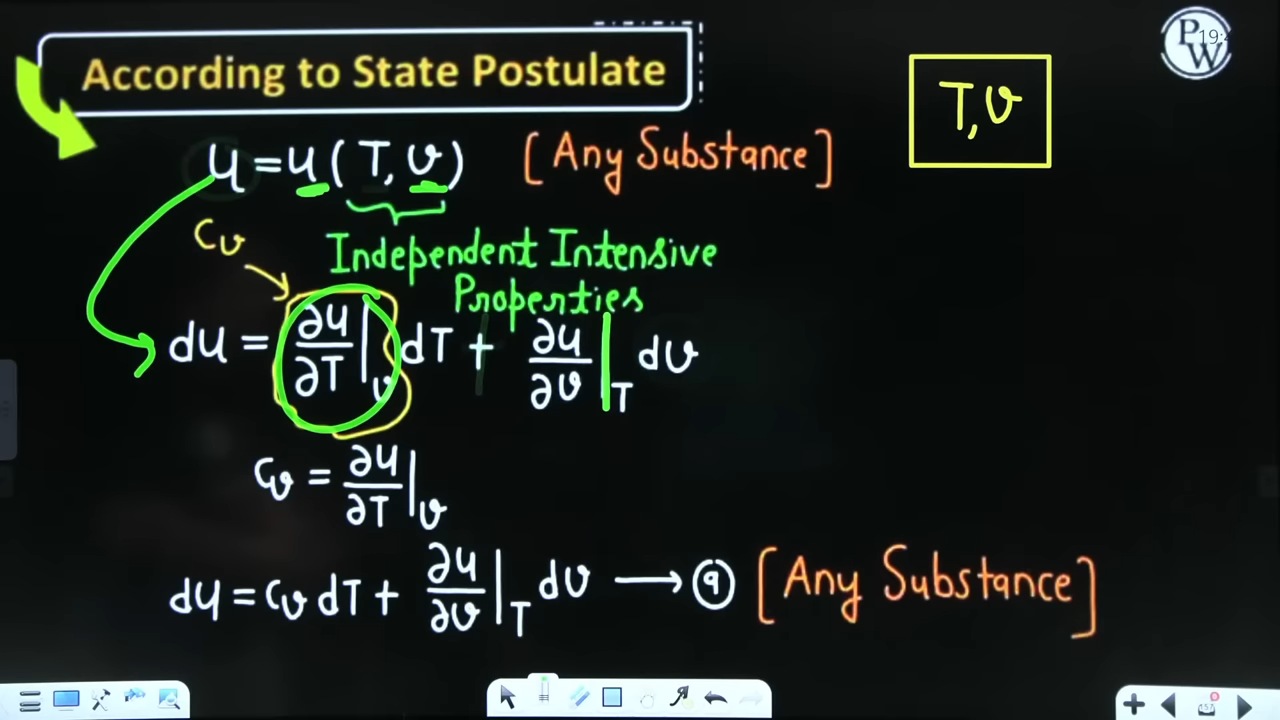 According to State Postulate
T, v
u = u (T, v) [Any Substance]
Cv
Independent Intensive
Properties
du = ∂u/∂T|v dT + ∂u/∂v|T dv
Cv = ∂u/∂T|v
du = Cv dT + ∂u/∂v|T dv → ⑨ [Any Substance]
PW